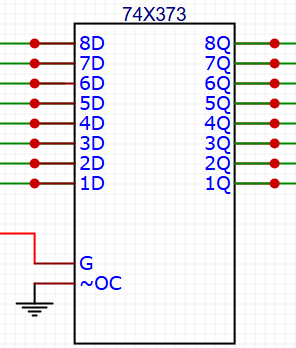 74X373
8D 8Q
7D 7Q
6D 6Q
5D 5Q
4D 4Q
3D 3Q
2D 2Q
1D 1Q
G
~OC